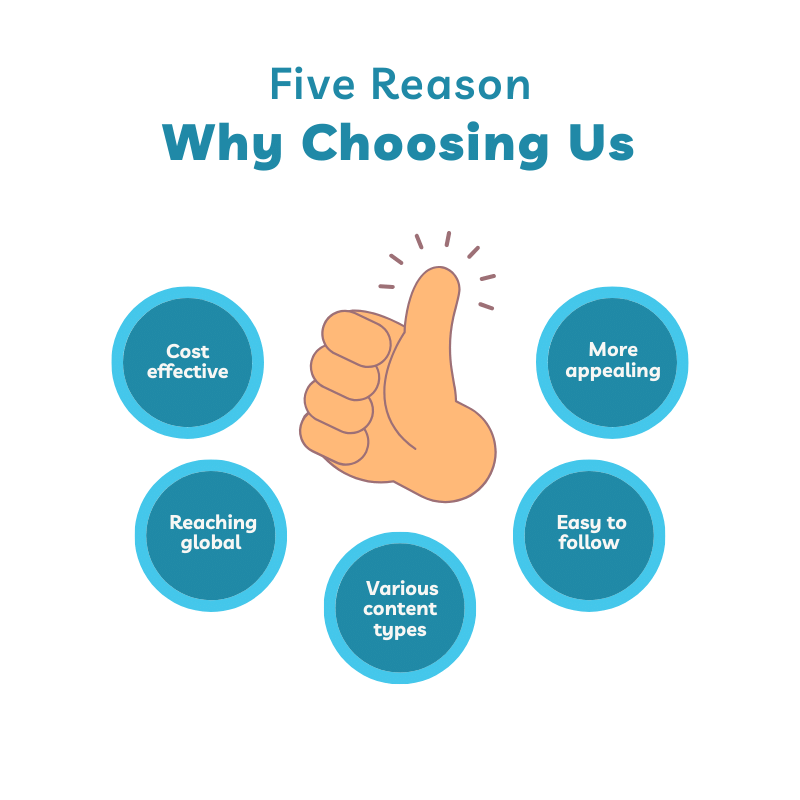 Five Reason
Why Choosing Us
Cost
effective
More
appealing
Reaching
global
Easy to
follow
Various
content
types